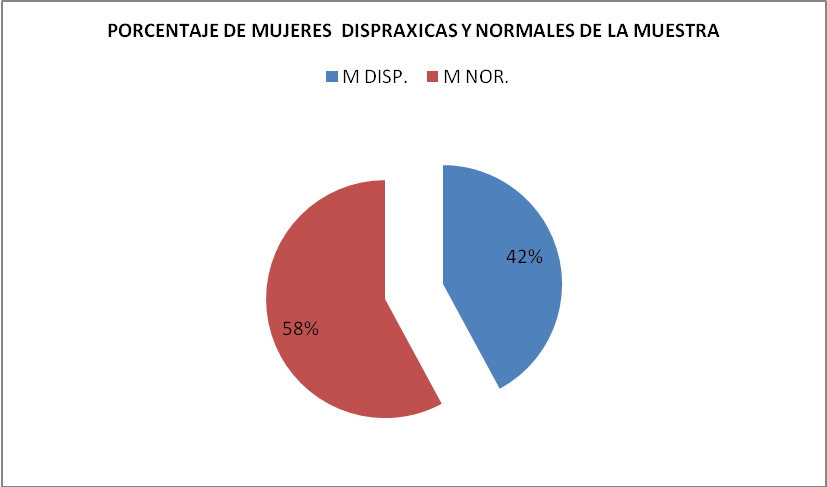 PORCENTAJE DE MUJERES  DISPRAXICAS Y NORMALES DE LA MUESTRA
M DISP. M NOR.
42%
58%